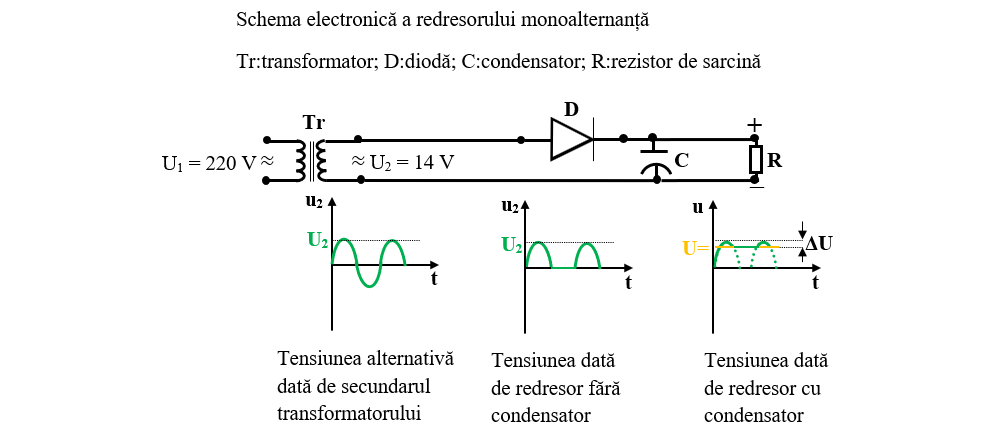 Schema electronică a redresorului monoalternanță
Tr:transformator; D:diodă; C:condensator; R:rezistor de sarcină
D
Tr
+
U₁ = 220 V ≈
≈ U₂ = 14 V
C
R
–
u₂
U₂
t
u₂
U₂
t
u
U=
ΔU
t
Tensiunea alternativă
dată de secundarul
transformatorului
Tensiunea dată
de redresor fără
condensator
Tensiunea dată
de redresor cu
condensator